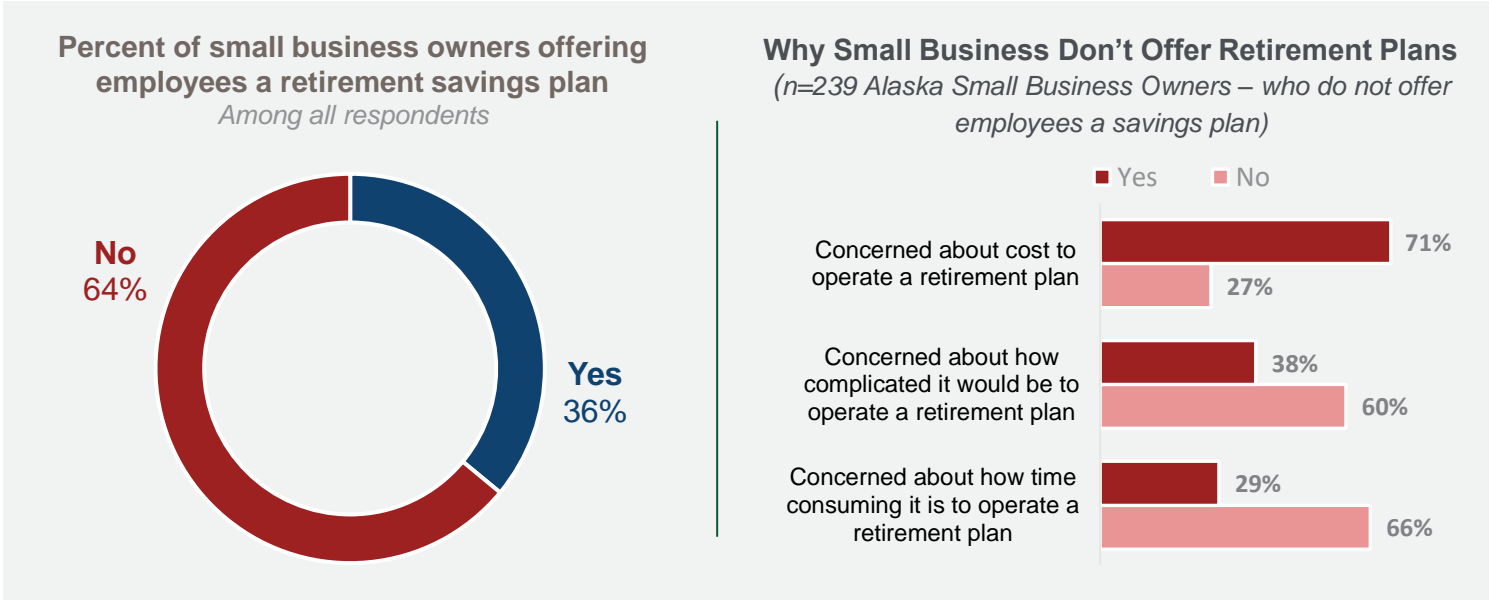 Percent of small business owners offering
employees a retirement savings plan
Among all respondents
No
64%
Yes
36%
Why Small Business Don't Offer Retirement Plans
(n=239 Alaska Small Business Owners – who do not offer
employees a savings plan)
Yes
No
Concerned about cost to
operate a retirement plan
71%
27%
Concerned about how
complicated it would be to
operate a retirement plan
38%
60%
Concerned about how time
consuming it is to operate a
retirement plan
29%
66%